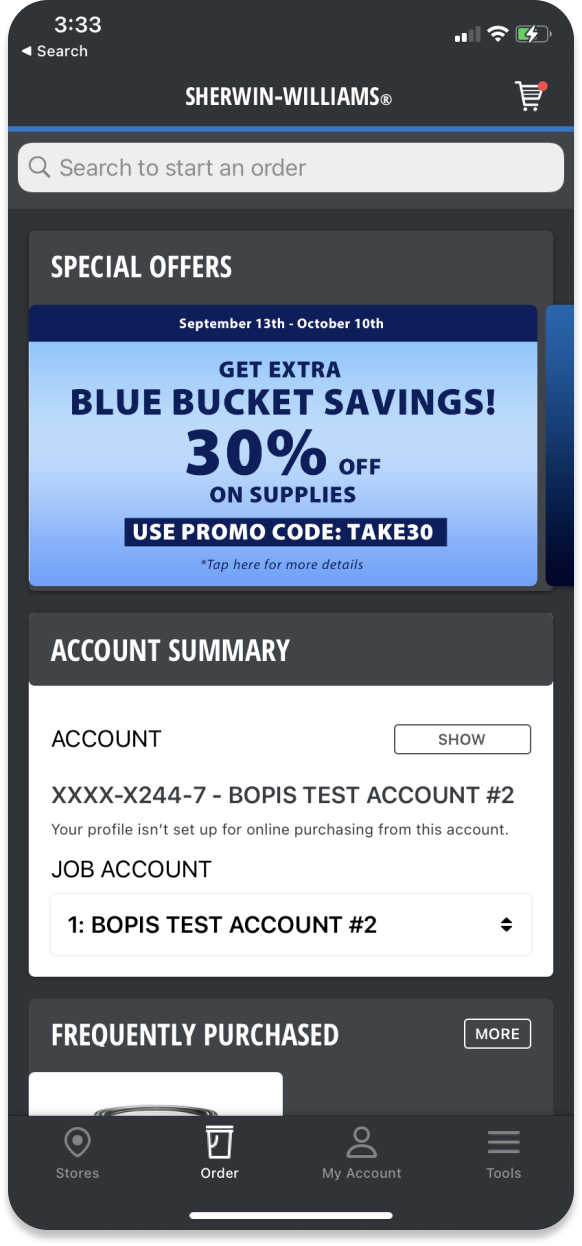 3:33
◀ Search
SHERWIN-WILLIAMS®
Search to start an order
SPECIAL OFFERS
September 13th - October 10th
GET EXTRA
BLUE BUCKET SAVINGS!
30% OFF
ON SUPPLIES
USE PROMO CODE: TAKE30
*Tap here for more details
ACCOUNT SUMMARY
ACCOUNT SHOW
XXXX-X244-7 - BOPIS TEST ACCOUNT #2
Your profile isn't set up for online purchasing from this account.
JOB ACCOUNT
1: BOPIS TEST ACCOUNT #2
FREQUENTLY PURCHASED MORE
Stores Order My Account Tools